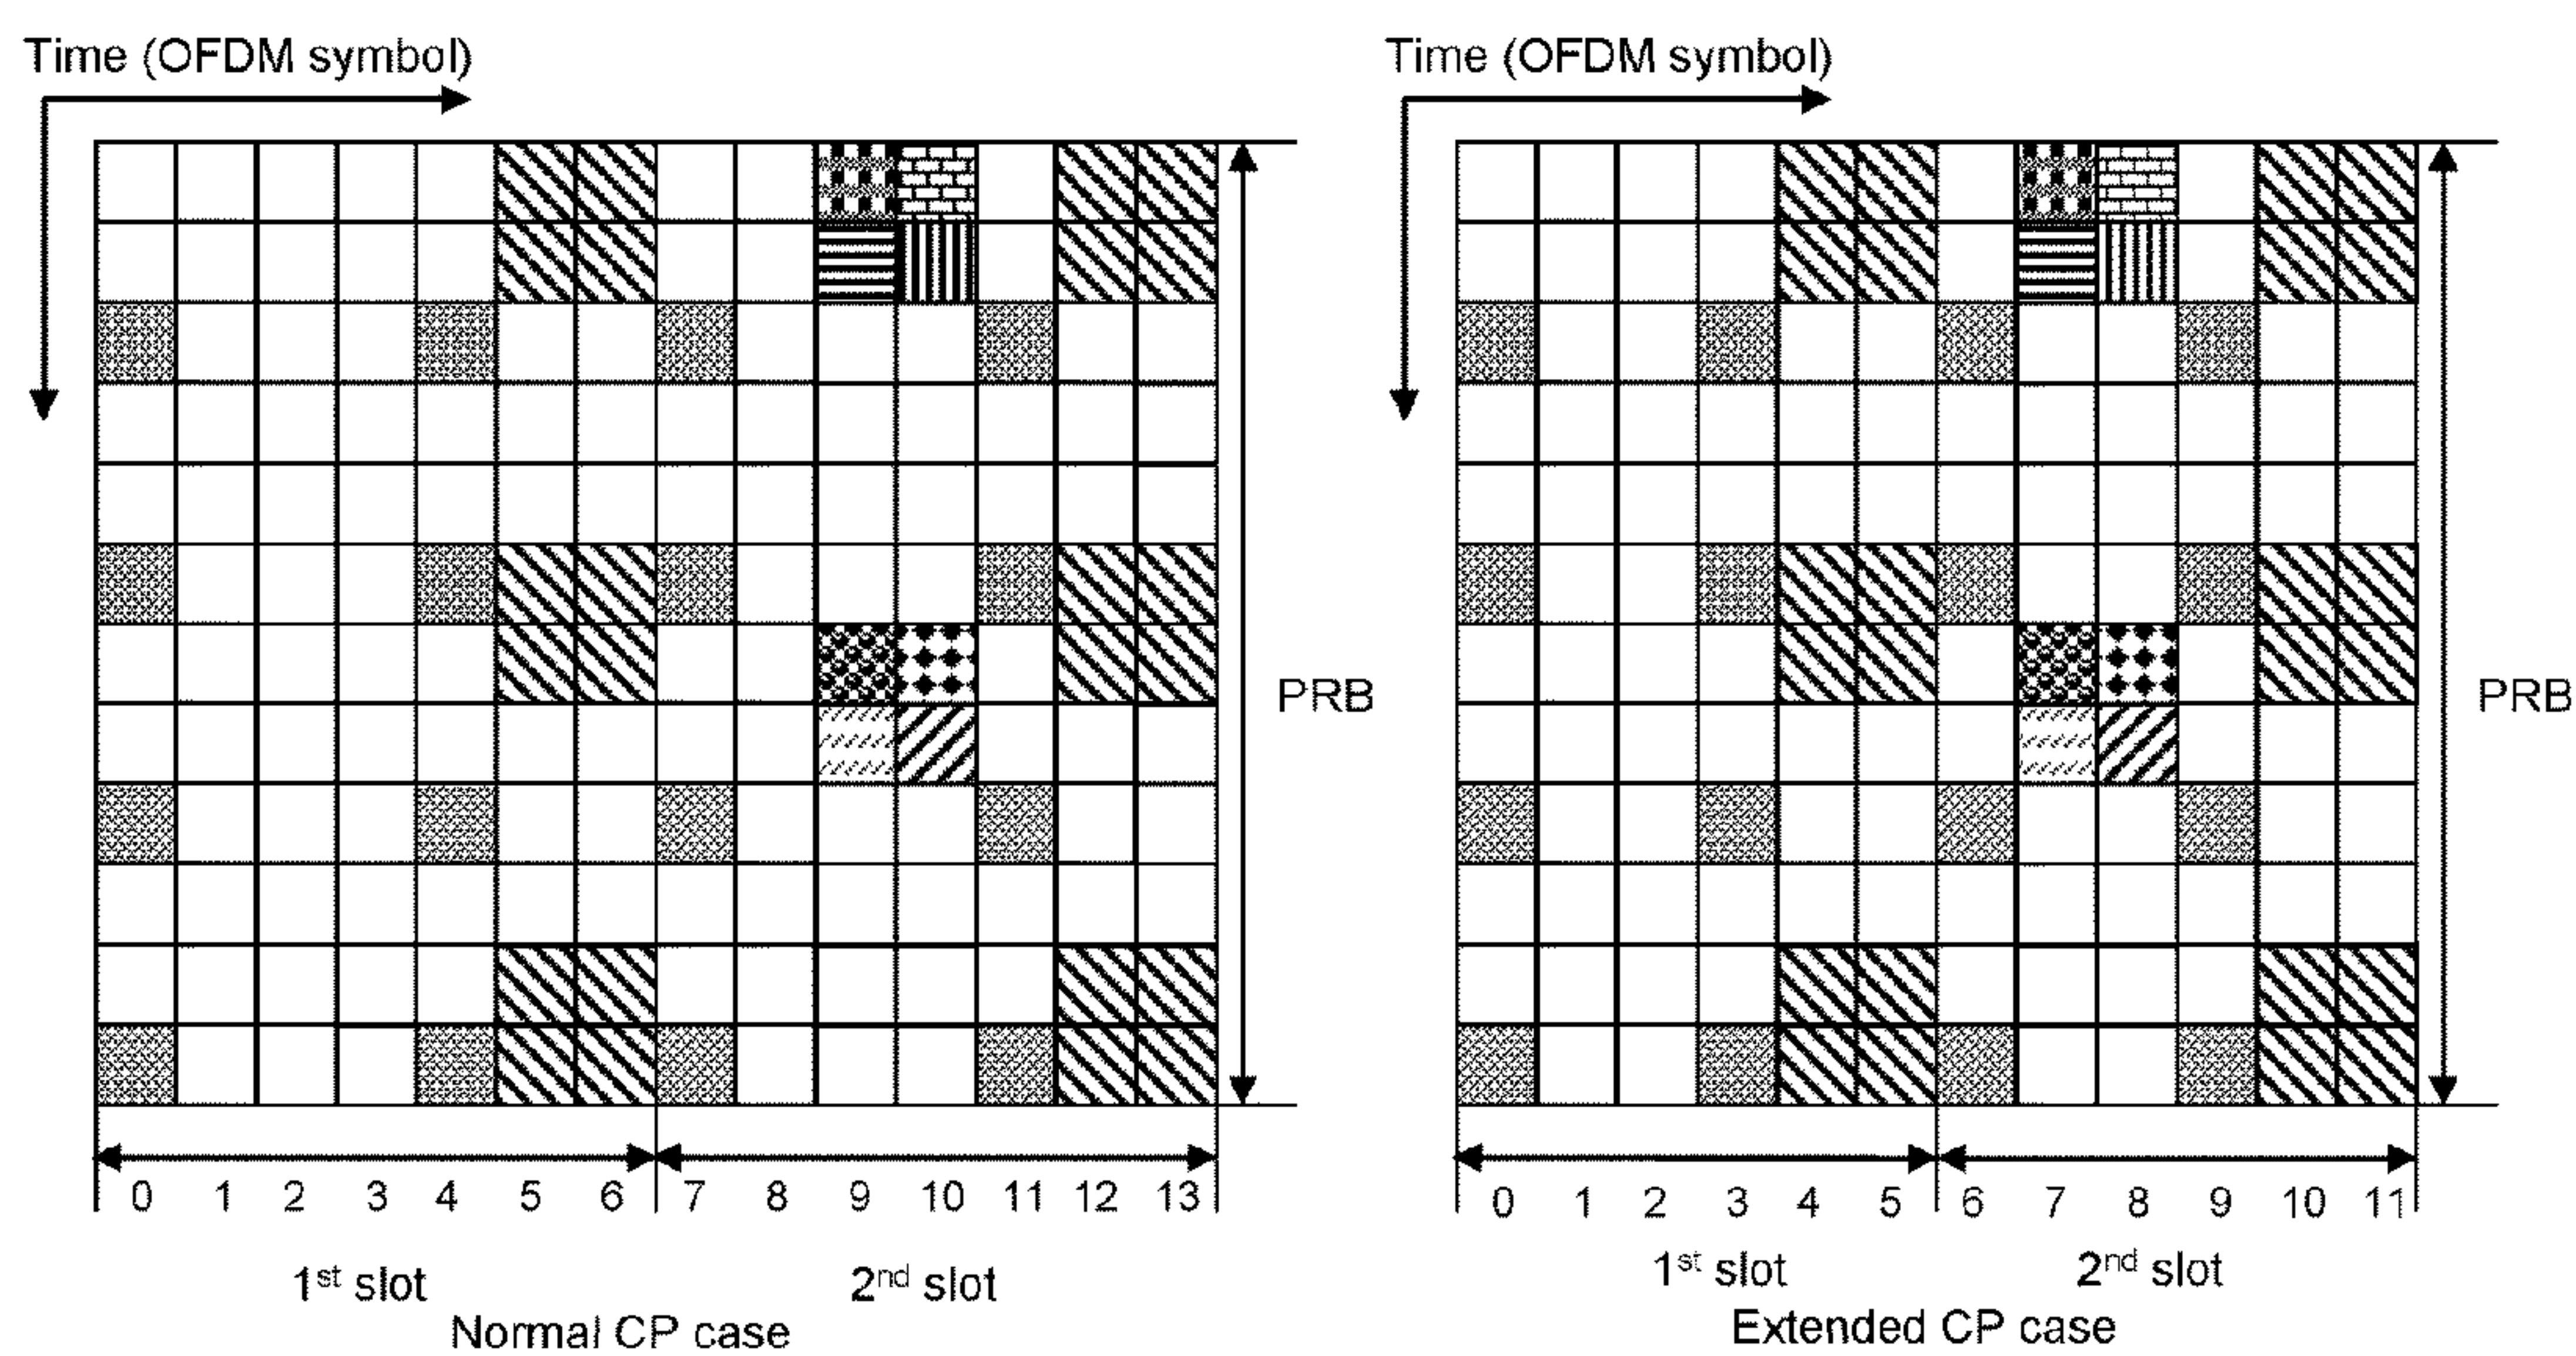 Time (OFDM symbol)
PRB
0 1 2 3 4 5 6 7 8 9 10 11 12 13
1st slot 2nd slot
Normal CP case
Time (OFDM symbol)
PRB
0 1 2 3 4 5 6 7 8 9 10 11
1st slot 2nd slot
Extended CP case